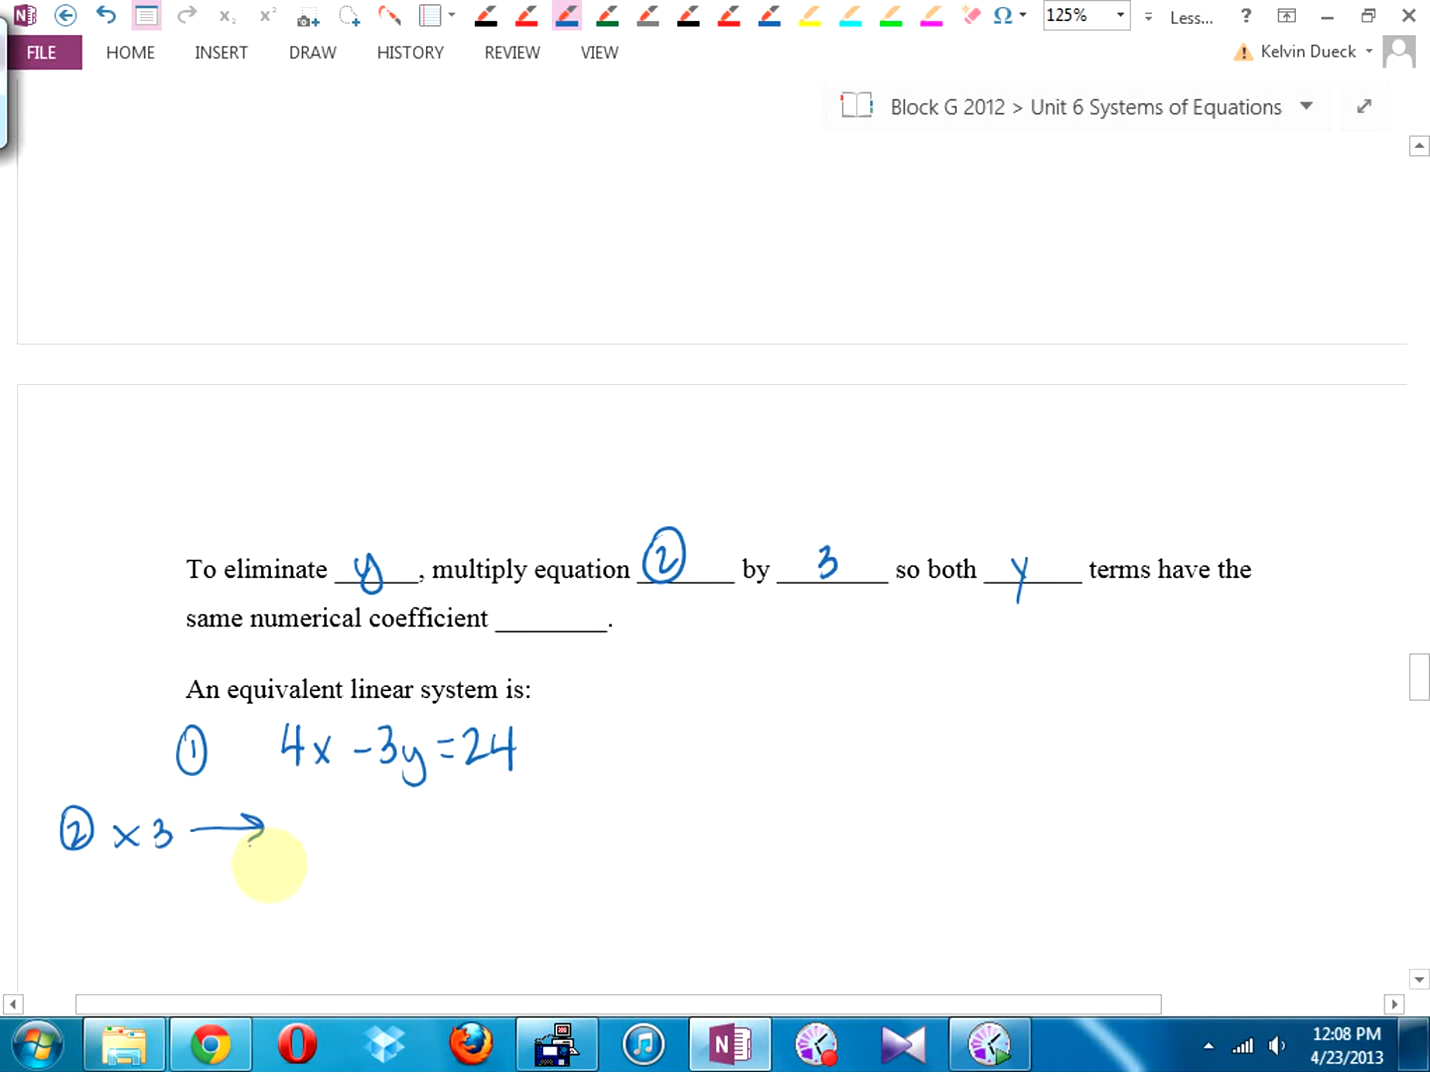 x₂ x² Ω 125% Less... ?
FILE HOME INSERT DRAW HISTORY REVIEW VIEW Kelvin Dueck
Block G 2012 > Unit 6 Systems of Equations
To eliminate y, multiply equation ② by 3 so both y terms have the
same numerical coefficient ________.
An equivalent linear system is:
① 4x -3y=24
② x 3 →
12:08 PM
4/23/2013